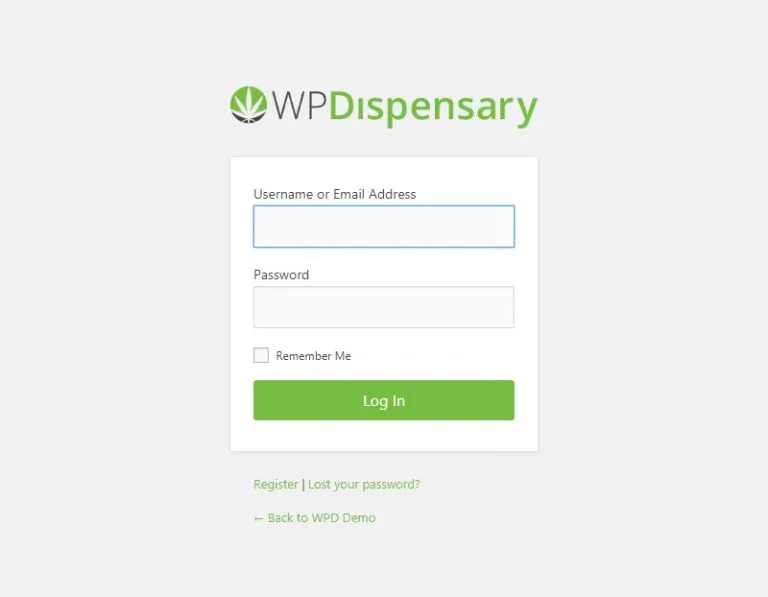 WPDispensary
Username or Email Address
Password
Remember Me
Log In
Register | Lost your password?
← Back to WPD Demo